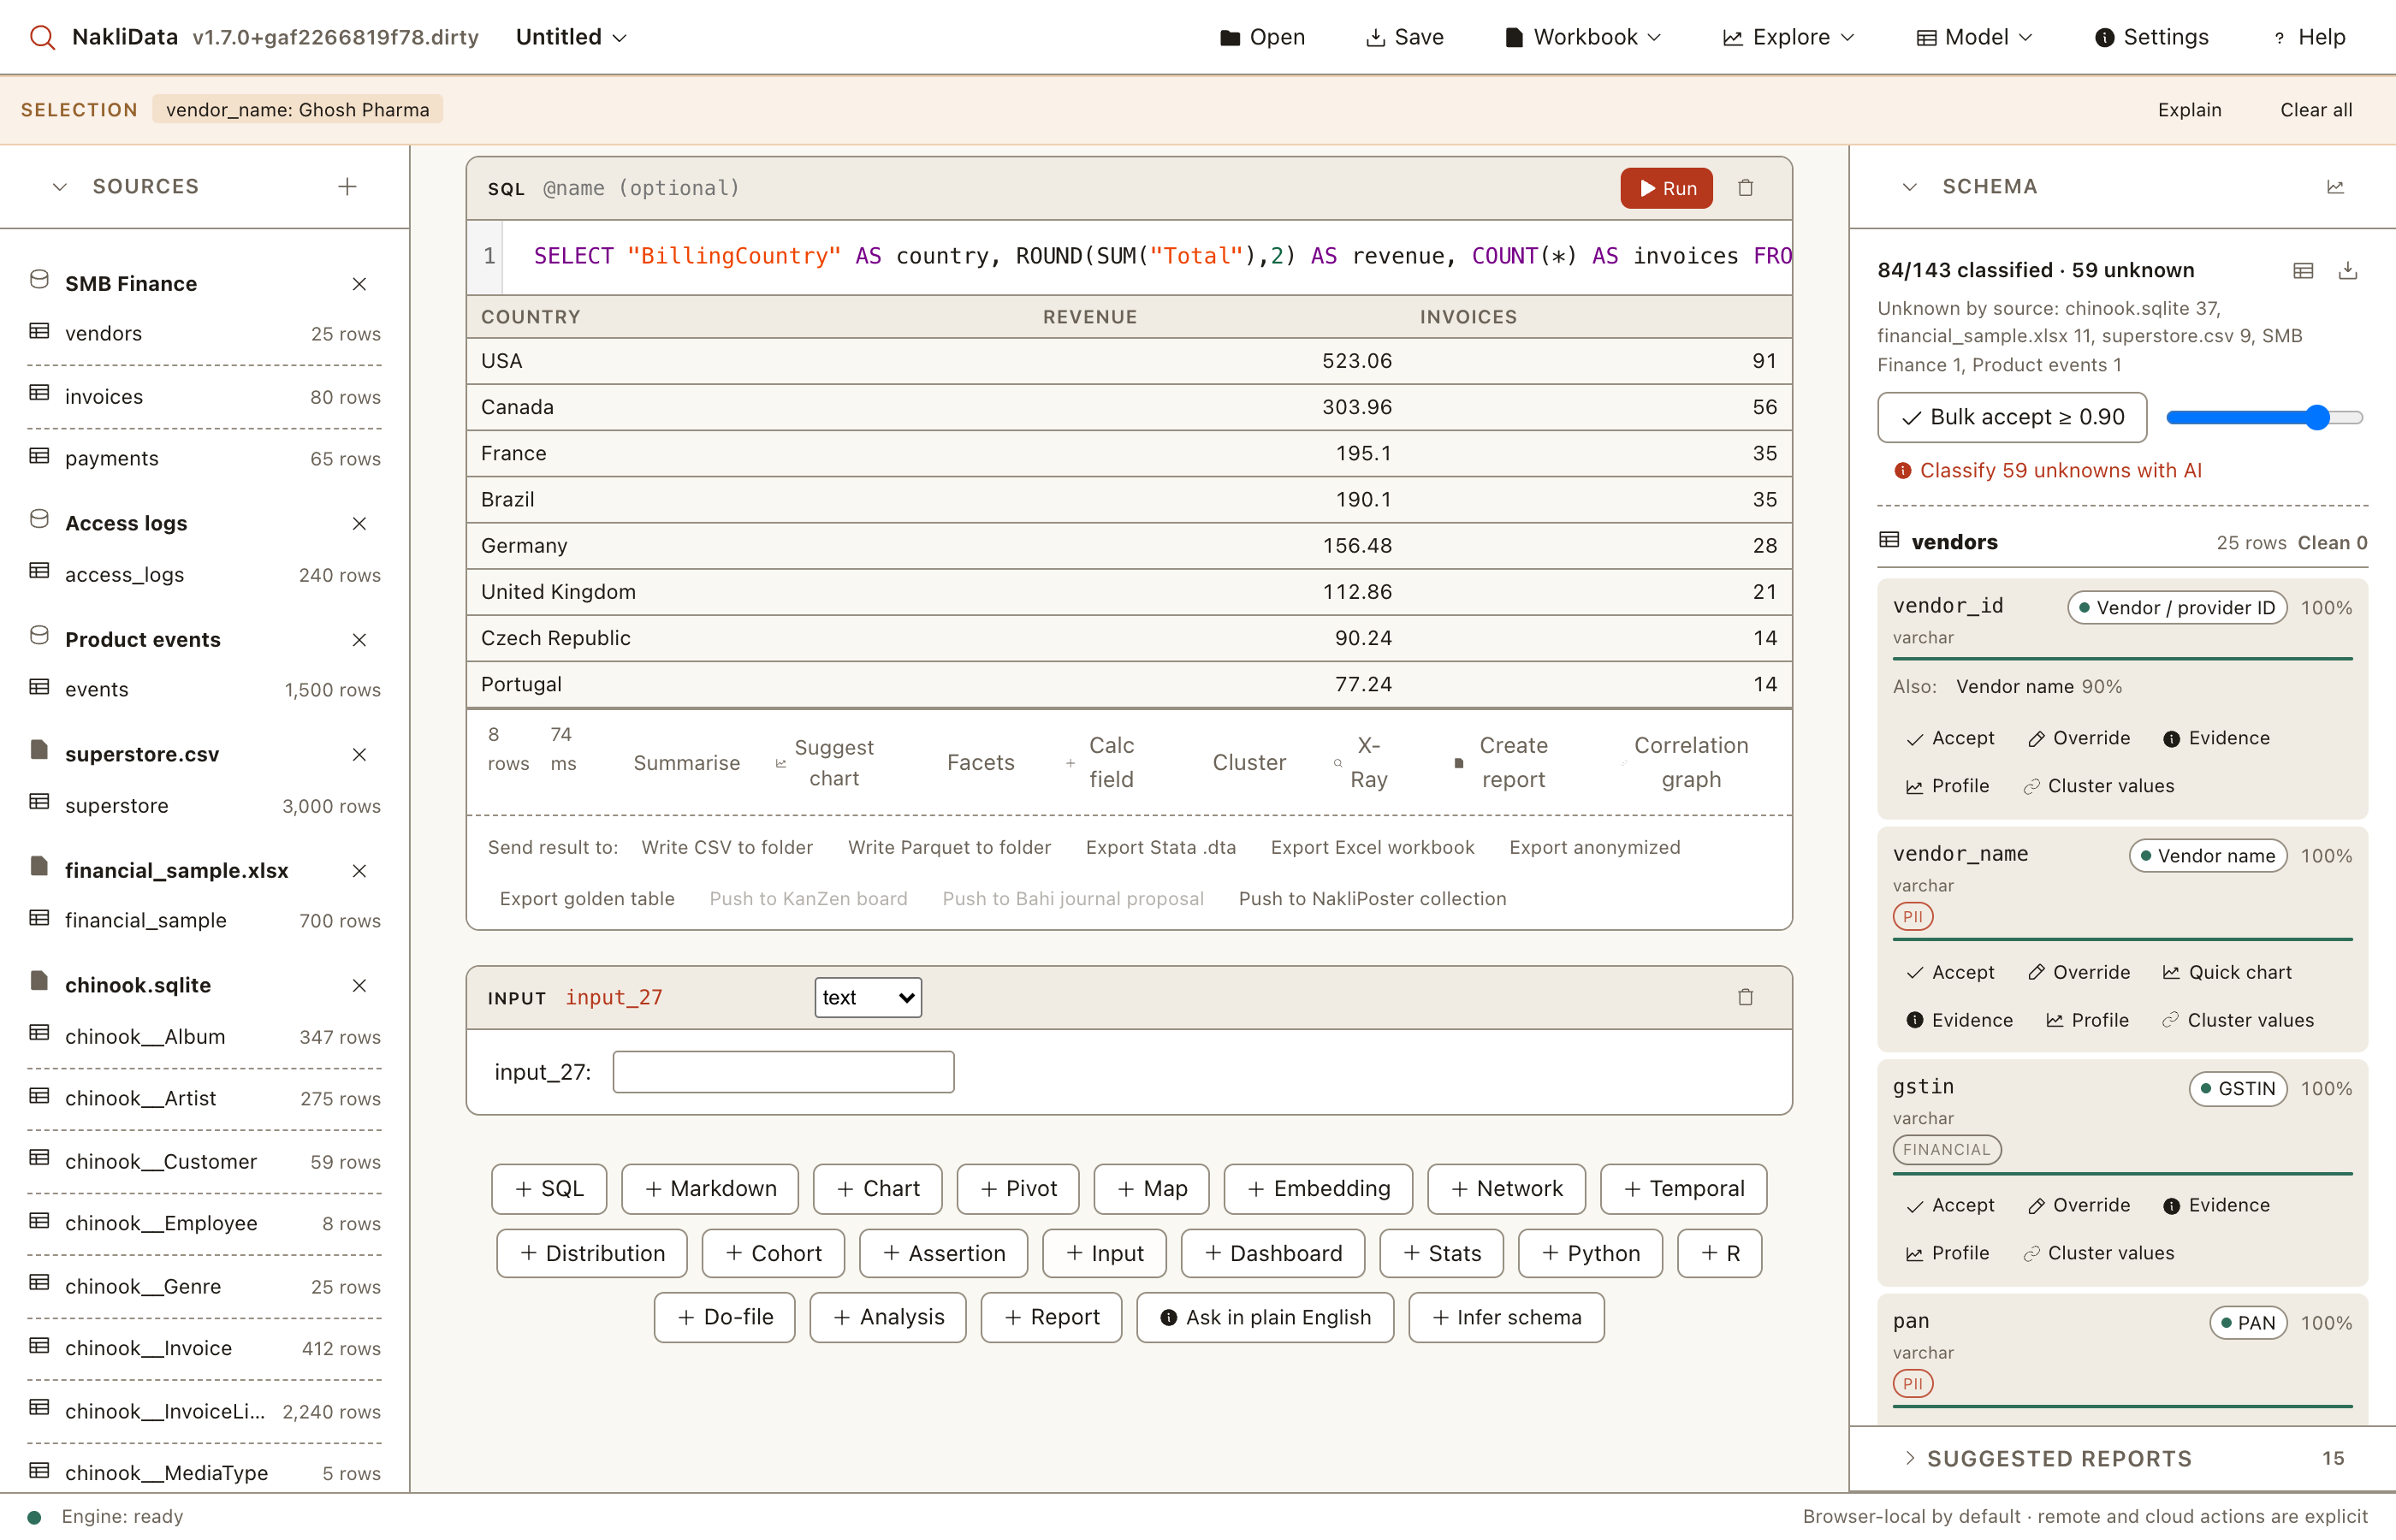 NakliData v1.7.0+gaf2266819f78.dirty Untitled
Open Save Workbook Explore Model Settings ? Help
SELECTION vendor_name: Ghosh Pharma Explain Clear all
SOURCES
SMB Finance
vendors 25 rows
invoices 80 rows
payments 65 rows
Access logs
access_logs 240 rows
Product events
events 1,500 rows
superstore.csv
superstore 3,000 rows
financial_sample.xlsx
financial_sample 700 rows
chinook.sqlite
chinook__Album 347 rows
chinook__Artist 275 rows
chinook__Customer 59 rows
chinook__Employee 8 rows
chinook__Genre 25 rows
chinook__Invoice 412 rows
chinook__InvoiceLi... 2,240 rows
chinook__MediaType 5 rows
SQL @name (optional) Run
1 SELECT "BillingCountry" AS country, ROUND(SUM("Total"),2) AS revenue, COUNT(*) AS invoices FRO
COUNTRY REVENUE INVOICES
USA 523.06 91
Canada 303.96 56
France 195.1 35
Brazil 190.1 35
Germany 156.48 28
United Kingdom 112.86 21
Czech Republic 90.24 14
Portugal 77.24 14
8 rows 74 ms Summarise Suggest chart Facets Calc field Cluster X-Ray Create report Correlation graph
Send result to: Write CSV to folder Write Parquet to folder Export Stata .dta Export Excel workbook Export anonymized
Export golden table Push to KanZen board Push to Bahi journal proposal Push to NakliPoster collection
INPUT input_27 text
input_27:
+ SQL + Markdown + Chart + Pivot + Map + Embedding + Network + Temporal
+ Distribution + Cohort + Assertion + Input + Dashboard + Stats + Python + R
+ Do-file + Analysis + Report Ask in plain English + Infer schema
SCHEMA
84/143 classified · 59 unknown
Unknown by source: chinook.sqlite 37,
financial_sample.xlsx 11, superstore.csv 9, SMB
Finance 1, Product events 1
Bulk accept ≥ 0.90
Classify 59 unknowns with AI
vendors 25 rows Clean 0
vendor_id Vendor / provider ID 100%
varchar
Also: Vendor name 90%
Accept Override Evidence
Profile Cluster values
vendor_name Vendor name 100%
varchar
PII
Accept Override Quick chart
Evidence Profile Cluster values
gstin GSTIN 100%
varchar
FINANCIAL
Accept Override Evidence
Profile Cluster values
pan PAN 100%
varchar
PII
SUGGESTED REPORTS 15
Engine: ready
Browser-local by default · remote and cloud actions are explicit